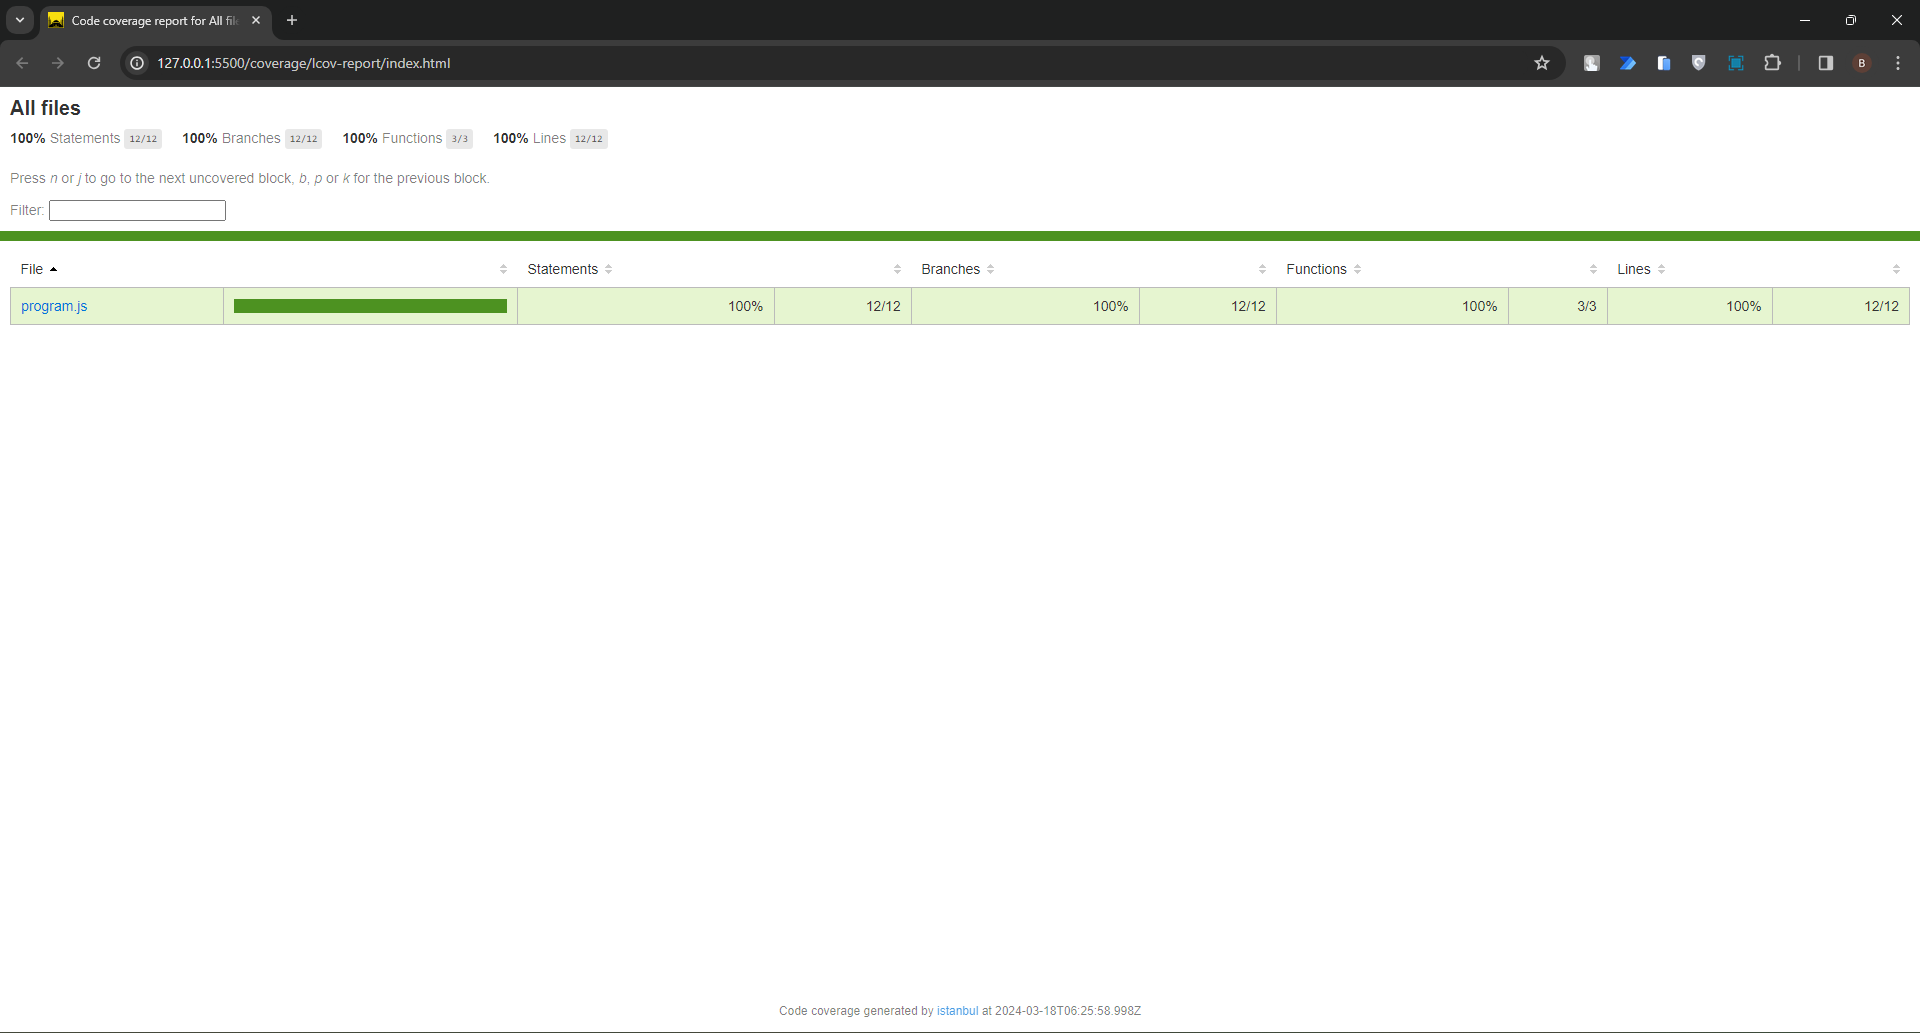 Code coverage report for All fil
127.0.0.1:5500/coverage/lcov-report/index.html
B
All files
100% Statements 12/12 100% Branches 12/12 100% Functions 3/3 100% Lines 12/12
Press n or j to go to the next uncovered block, b, p or k for the previous block.
Filter:
File Statements Branches Functions Lines
program.js 100% 12/12 100% 12/12 100% 3/3 100% 12/12
Code coverage generated by istanbul at 2024-03-18T06:25:58.998Z